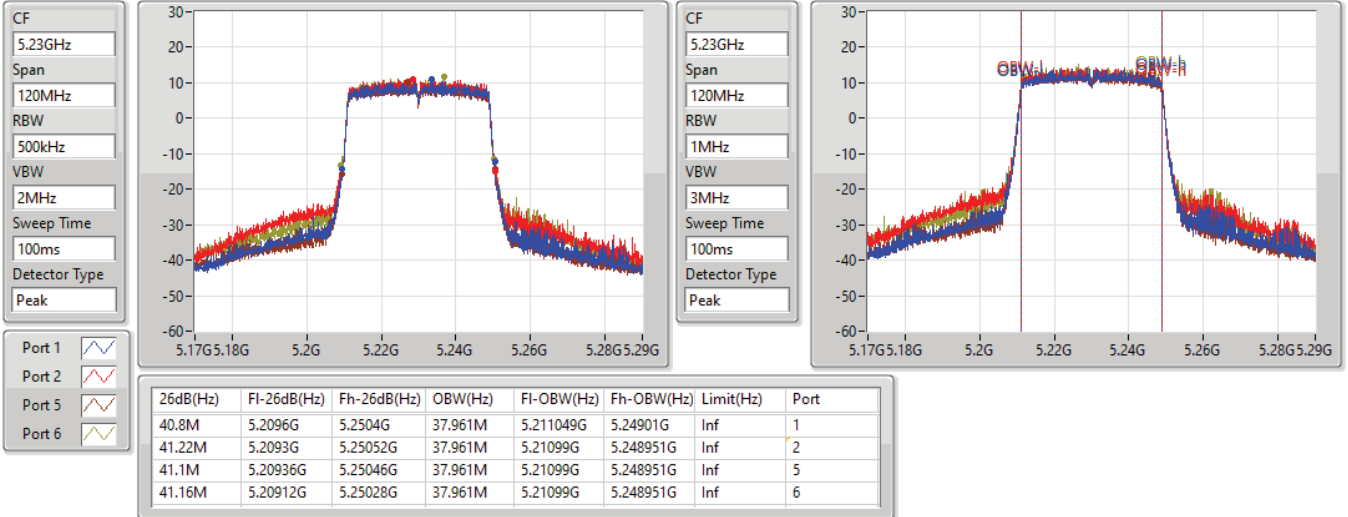 CF
5.23GHz
Span
120MHz
RBW
500kHz
VBW
2MHz
Sweep Time
100ms
Detector Type
Peak
30
20
10
0
-10
-20
-30
-40
-50
-60
5.17G 5.18G 5.2G 5.22G 5.24G 5.26G 5.28G 5.29G
CF
5.23GHz
Span
120MHz
RBW
1MHz
VBW
3MHz
Sweep Time
100ms
Detector Type
Peak
30
20
10
0
-10
-20
-30
-40
-50
-60
OBW-l OBW-h
5.17G 5.18G 5.2G 5.22G 5.24G 5.26G 5.28G 5.29G
Port 1
Port 2
Port 5
Port 6
26dB(Hz) Fl-26dB(Hz) Fh-26dB(Hz) OBW(Hz) Fl-OBW(Hz) Fh-OBW(Hz) Limit(Hz) Port
40.8M 5.2096G 5.2504G 37.961M 5.211049G 5.24901G Inf 1
41.22M 5.2093G 5.25052G 37.961M 5.21099G 5.248951G Inf 2
41.1M 5.20936G 5.25046G 37.961M 5.21099G 5.248951G Inf 5
41.16M 5.20912G 5.25028G 37.961M 5.21099G 5.248951G Inf 6